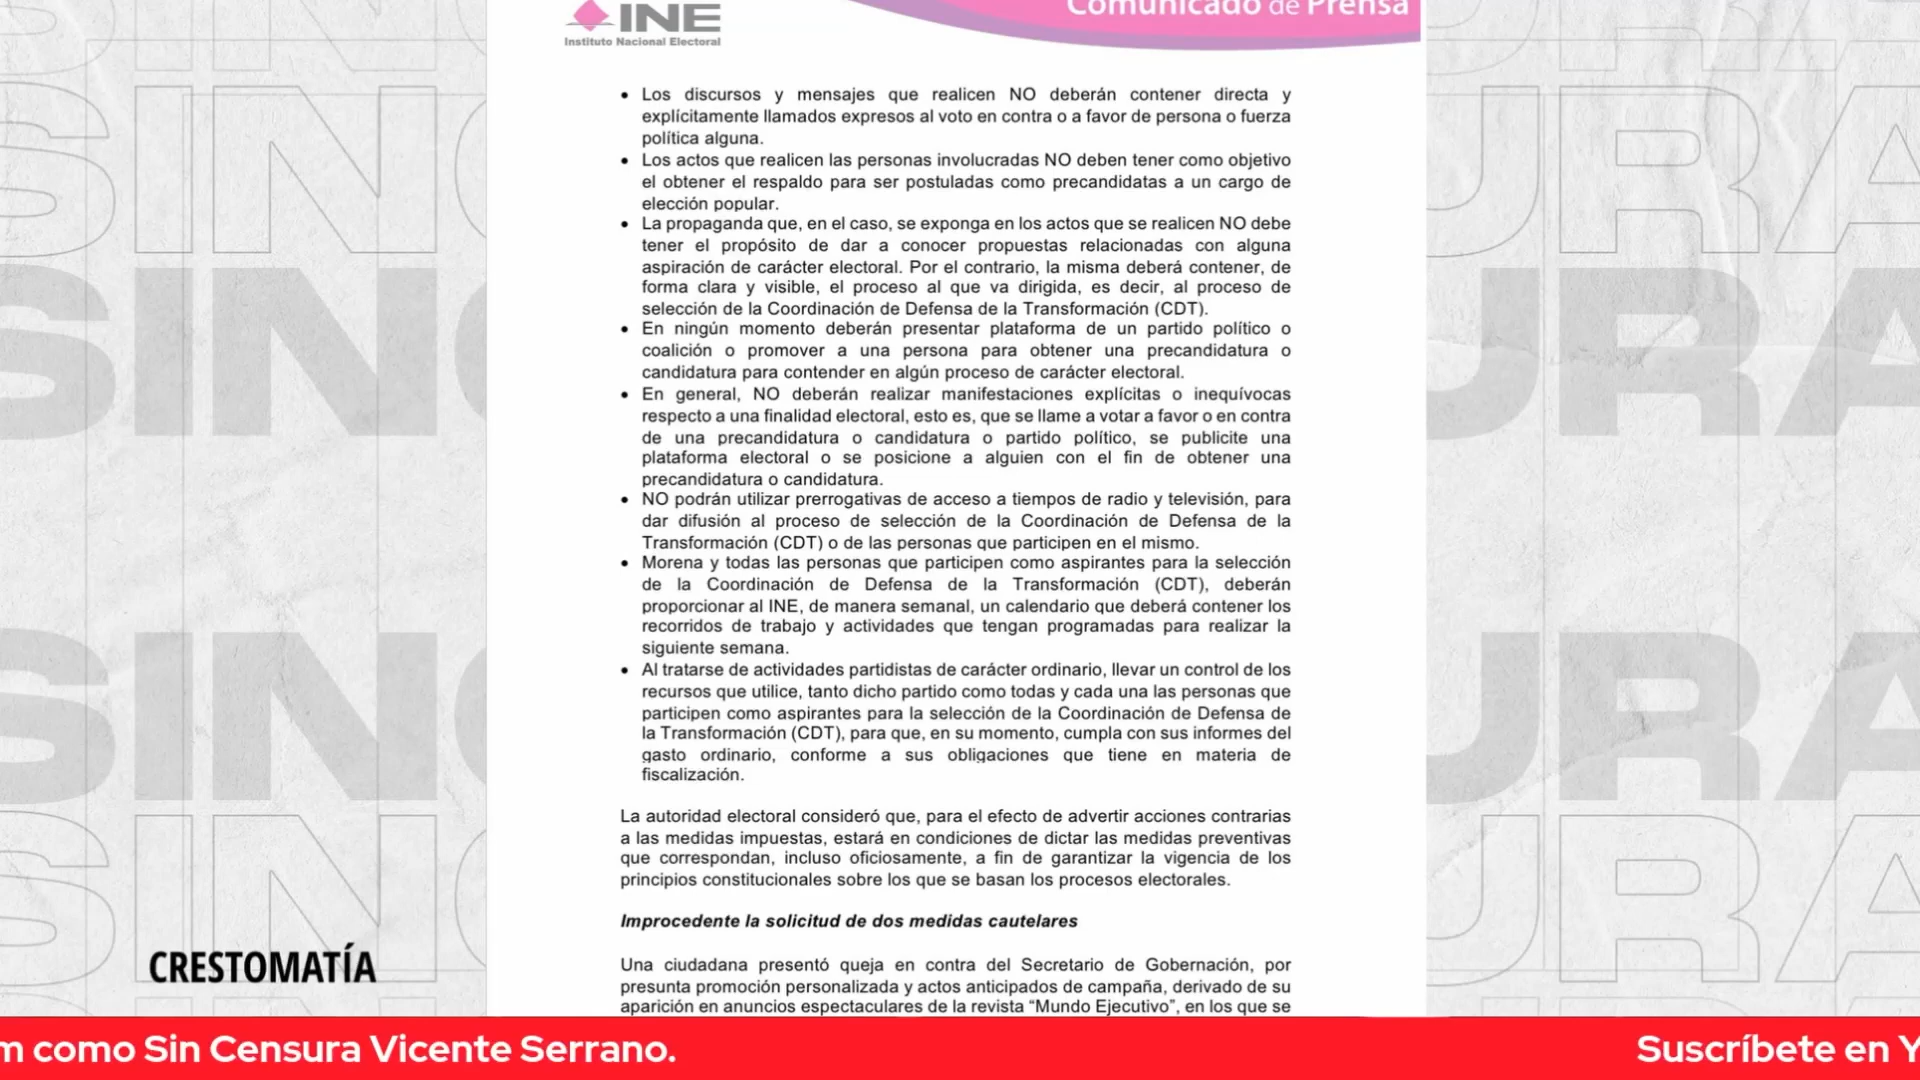 INE
Instituto Nacional Electoral
Comunicado de Prensa
• Los discursos y mensajes que realicen NO deberán contener directa y
explícitamente llamados expresos al voto en contra o a favor de persona o fuerza
política alguna.
• Los actos que realicen las personas involucradas NO deben tener como objetivo
el obtener el respaldo para ser postuladas como precandidatas a un cargo de
elección popular.
• La propaganda que, en el caso, se exponga en los actos que se realicen NO debe
tener el propósito de dar a conocer propuestas relacionadas con alguna
aspiración de carácter electoral. Por el contrario, la misma deberá contener, de
forma clara y visible, el proceso al que va dirigida, es decir, al proceso de
selección de la Coordinación de Defensa de la Transformación (CDT).
• En ningún momento deberán presentar plataforma de un partido político o
coalición o promover a una persona para obtener una precandidatura o
candidatura para contender en algún proceso de carácter electoral.
• En general, NO deberán realizar manifestaciones explícitas o inequívocas
respecto a una finalidad electoral, esto es, que se llame a votar a favor o en contra
de una precandidatura o candidatura o partido político, se publicite una
plataforma electoral o se posicione a alguien con el fin de obtener una
precandidatura o candidatura.
• NO podrán utilizar prerrogativas de acceso a tiempos de radio y televisión, para
dar difusión al proceso de selección de la Coordinación de Defensa de la
Transformación (CDT) o de las personas que participen en el mismo.
• Morena y todas las personas que participen como aspirantes para la selección
de la Coordinación de Defensa de la Transformación (CDT), deberán
proporcionar al INE, de manera semanal, un calendario que deberá contener los
recorridos de trabajo y actividades que tengan programadas para realizar la
siguiente semana.
• Al tratarse de actividades partidistas de carácter ordinario, llevar un control de los
recursos que utilice, tanto dicho partido como todas y cada una las personas que
participen como aspirantes para la selección de la Coordinación de Defensa de
la Transformación (CDT), para que, en su momento, cumpla con sus informes del
gasto ordinario, conforme a sus obligaciones que tiene en materia de
fiscalización.
La autoridad electoral consideró que, para el efecto de advertir acciones contrarias
a las medidas impuestas, estará en condiciones de dictar las medidas preventivas
que correspondan, incluso oficiosamente, a fin de garantizar la vigencia de los
principios constitucionales sobre los que se basan los procesos electorales.
Improcedente la solicitud de dos medidas cautelares
Una ciudadana presentó queja en contra del Secretario de Gobernación, por
presunta promoción personalizada y actos anticipados de campaña, derivado de su
aparición en anuncios espectaculares de la revista “Mundo Ejecutivo”, en los que se
CRESTOMATÍA
m como Sin Censura Vicente Serrano.
Suscríbete en Y